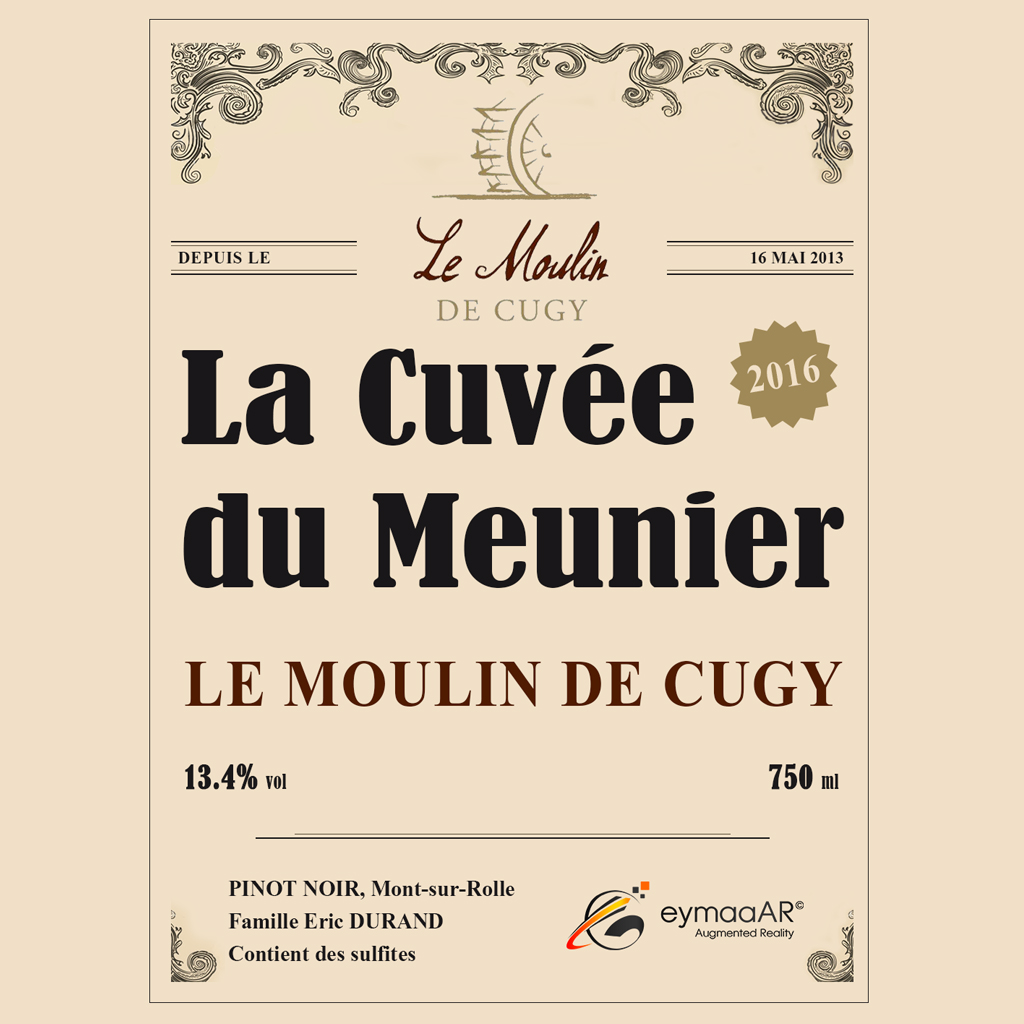 Le Moulin
DE CUGY
DEPUIS LE
16 MAI 2013
La Cuvée
2016
du Meunier
LE MOULIN DE CUGY
13.4% vol
750 ml
PINOT NOIR, Mont-sur-Rolle
Famille Eric DURAND
Contient des sulfites
eymaaAR©
Augmented Reality